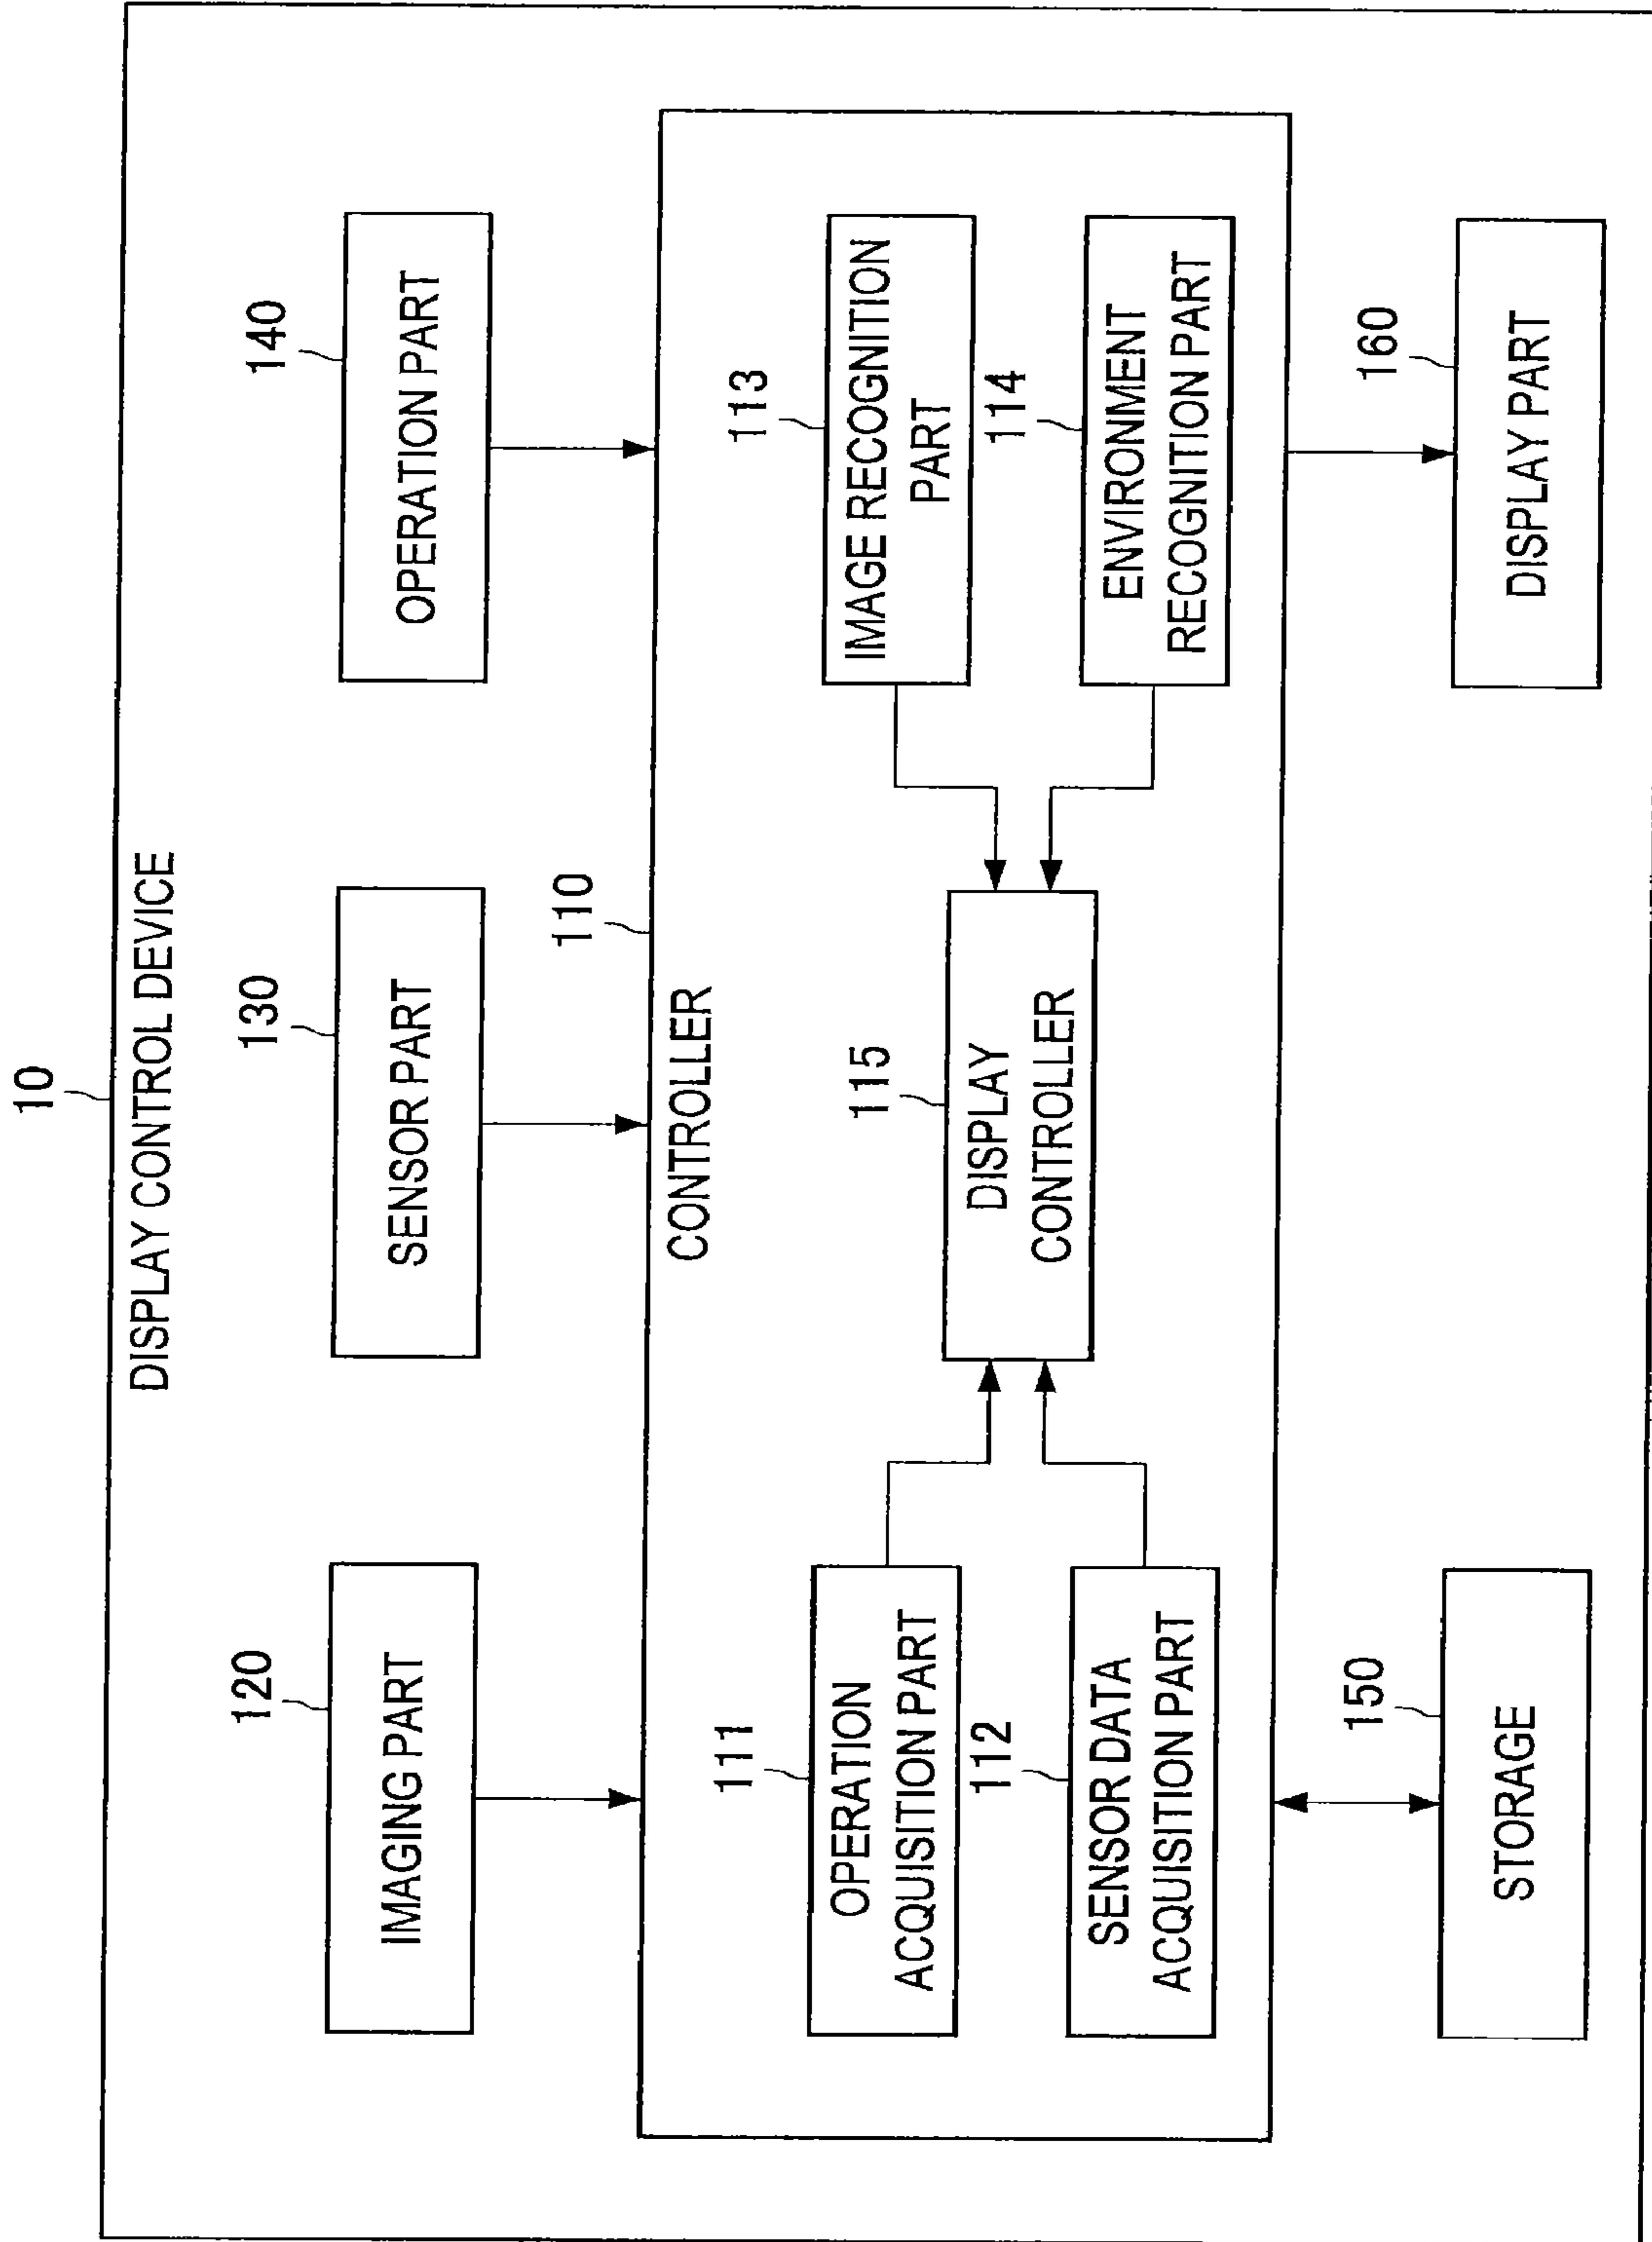 10
DISPLAY CONTROL DEVICE
120
IMAGING PART
130
SENSOR PART
140
OPERATION PART
110
CONTROLLER
111
OPERATION
ACQUISITION PART
112
SENSOR DATA
ACQUISITION PART
115
DISPLAY
CONTROLLER
113
IMAGE RECOGNITION
PART
114
ENVIRONMENT
RECOGNITION PART
150
STORAGE
160
DISPLAY PART